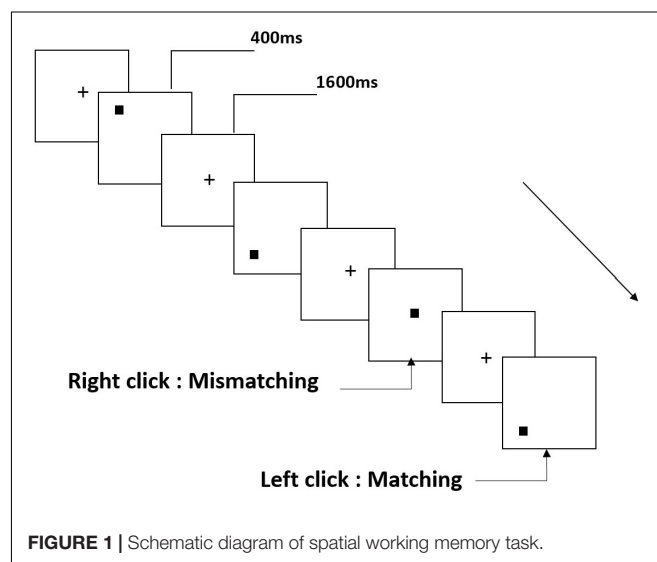 400ms
1600ms
Right click : Mismatching
Left click : Matching
FIGURE 1 | Schematic diagram of spatial working memory task.